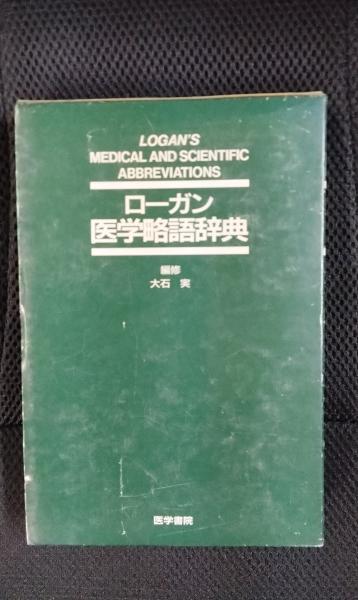 LOGAN'S
MEDICAL AND SCIENTIFIC
ABBREVIATIONS
ローガン
医学略語辞典
編修
大石 実
医学書院